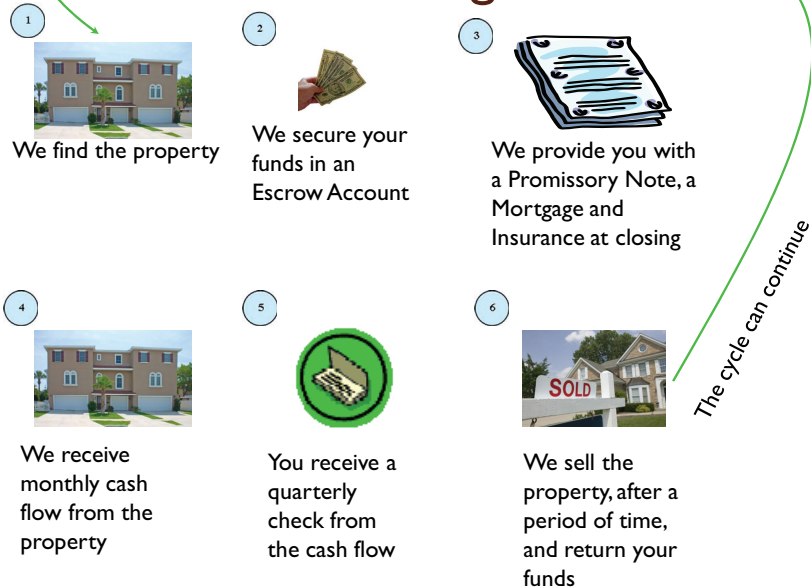 1
We find the property
2
We secure your
funds in an
Escrow Account
3
We provide you with
a Promissory Note, a
Mortgage and
Insurance at closing
4
We receive
monthly cash
flow from the
property
5
You receive a
quarterly
check from
the cash flow
6
SOLD
We sell the
property, after a
period of time,
and return your
funds
The cycle can continue